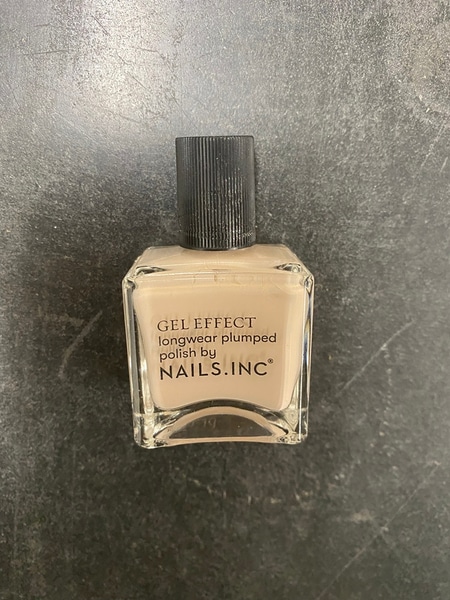 GEL EFFECT
longwear plumped
polish by
NAILS.INC®